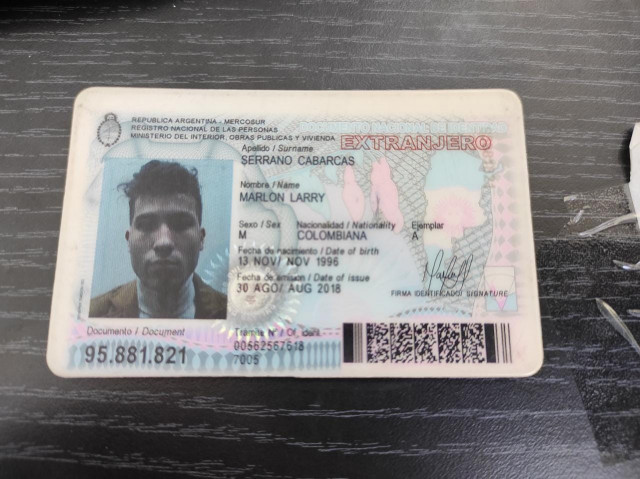 REPUBLICA ARGENTINA - MERCOSUR
REGISTRO NACIONAL DE LAS PERSONAS
MINISTERIO DEL INTERIOR, OBRAS PUBLICAS Y VIVIENDA
EXTRANJERO
Apellido / Surname
SERRANO CABARCAS
Nombre / Name
MARLON LARRY
Sexo / Sex Nacionalidad / Nationality Ejemplar
M COLOMBIANA A
Fecha de nacimiento / Date of birth
13 NOV/ NOV 1996
Fecha de emisión / Date of issue
30 AGO/ AUG 2018
FIRMA IDENTIFICADO/ SIGNATURE
Documento / Document Trámite N° / Of. ident.
95.881.821
7005